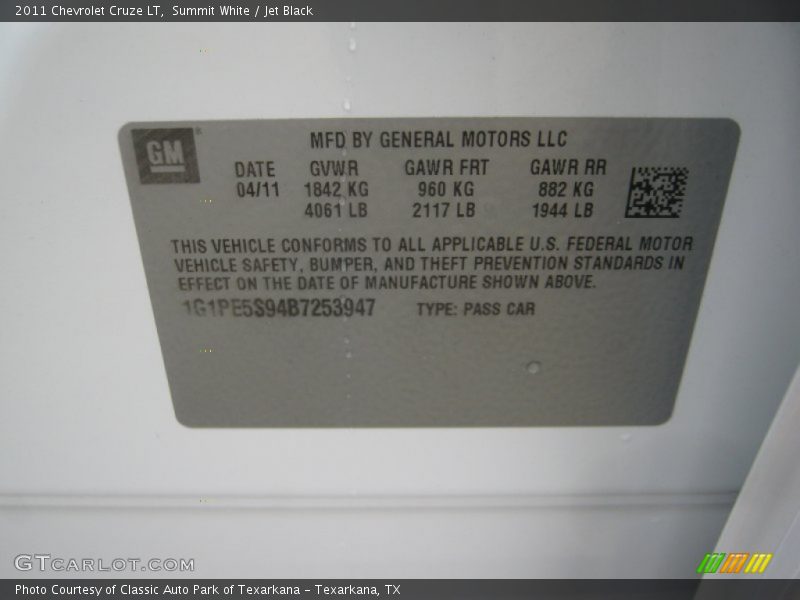 2011 Chevrolet Cruze LT, Summit White / Jet Black
GM
MFD BY GENERAL MOTORS LLC
DATE GVWR GAWR FRT GAWR RR
04/11 1842 KG 960 KG 882 KG
4061 LB 2117 LB 1944 LB
THIS VEHICLE CONFORMS TO ALL APPLICABLE U.S. FEDERAL MOTOR
VEHICLE SAFETY, BUMPER, AND THEFT PREVENTION STANDARDS IN
EFFECT ON THE DATE OF MANUFACTURE SHOWN ABOVE.
1G1PE5S94B7253947 TYPE: PASS CAR
GTCARLOT.COM
Photo Courtesy of Classic Auto Park of Texarkana – Texarkana, TX